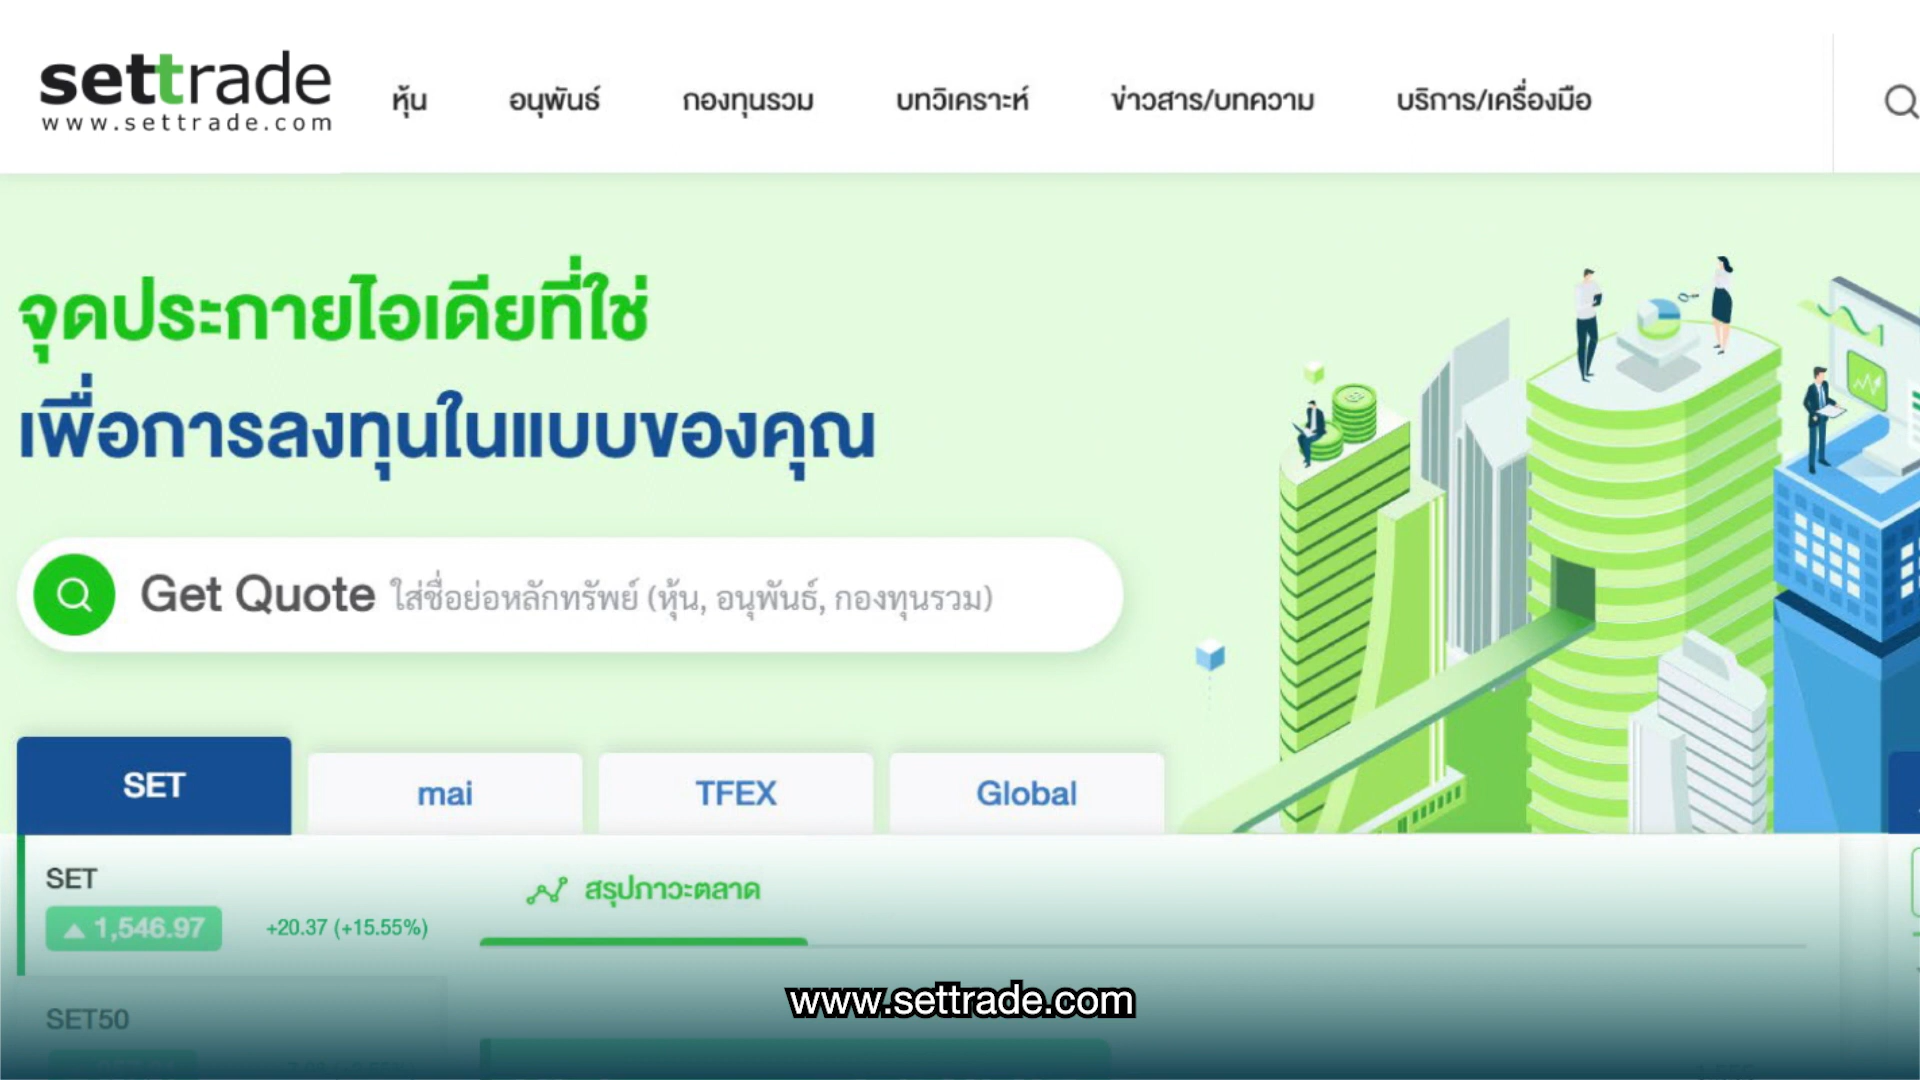 settrade
www.settrade.com
หุ้น
อนุพันธ์
กองทุนรวม
บทวิเคราะห์
ข่าวสาร/บทความ
บริการ/เครื่องมือ
จุดประกายไอเดียที่ใช่
เพื่อการลงทุนในแบบของคุณ
Get Quote ใส่ชื่อย่อหลักทรัพย์ (หุ้น, อนุพันธ์, กองทุนรวม)
SET
mai
TFEX
Global
SET
1,546.97
+20.37 (+15.55%)
สรุปภาวะตลาด
SET50
www.settrade.com